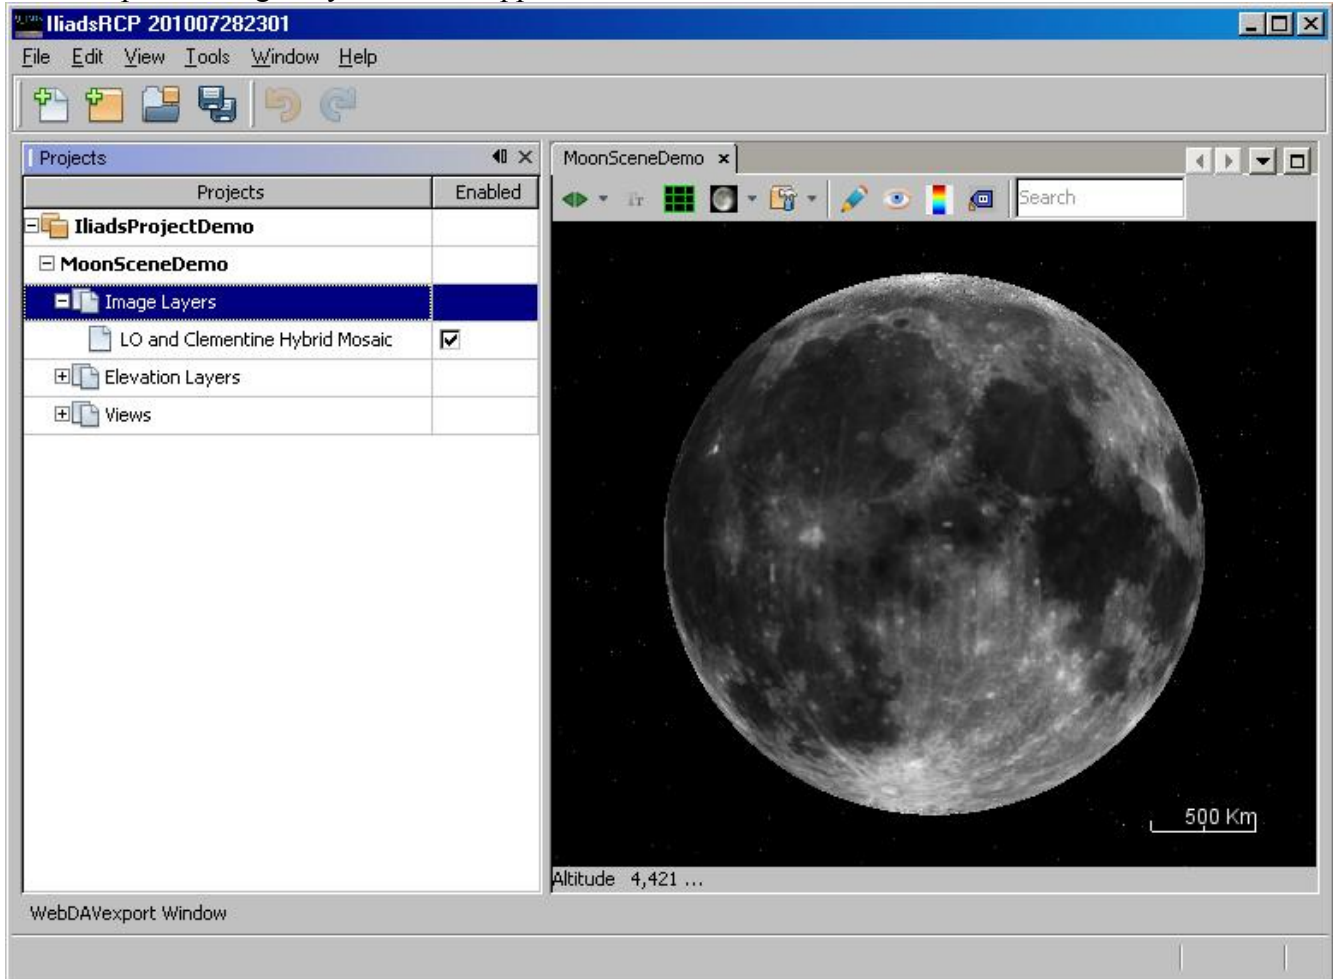 IliadsRCP 201007282301
File Edit View Tools Window Help
Projects
MoonSceneDemo
Projects Enabled
Search
IliadsProjectDemo
MoonSceneDemo
Image Layers
LO and Clementine Hybrid Mosaic
Elevation Layers
Views
500 Km
Altitude 4,421 ...
WebDAVexport Window